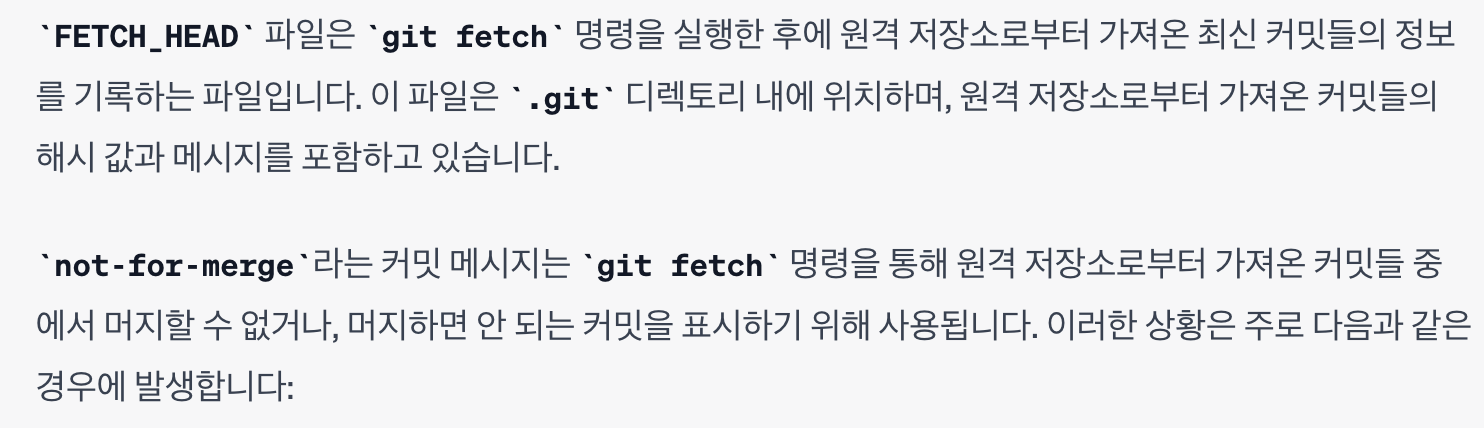 `FETCH_HEAD` 파일은 `git fetch` 명령을 실행한 후에 원격 저장소로부터 가져온 최신 커밋들의 정보
를 기록하는 파일입니다. 이 파일은 `.git` 디렉토리 내에 위치하며, 원격 저장소로부터 가져온 커밋들의
해시 값과 메시지를 포함하고 있습니다.
`not-for-merge`라는 커밋 메시지는 `git fetch` 명령을 통해 원격 저장소로부터 가져온 커밋들 중
에서 머지할 수 없거나, 머지하면 안 되는 커밋을 표시하기 위해 사용됩니다. 이러한 상황은 주로 다음과 같은
경우에 발생합니다: